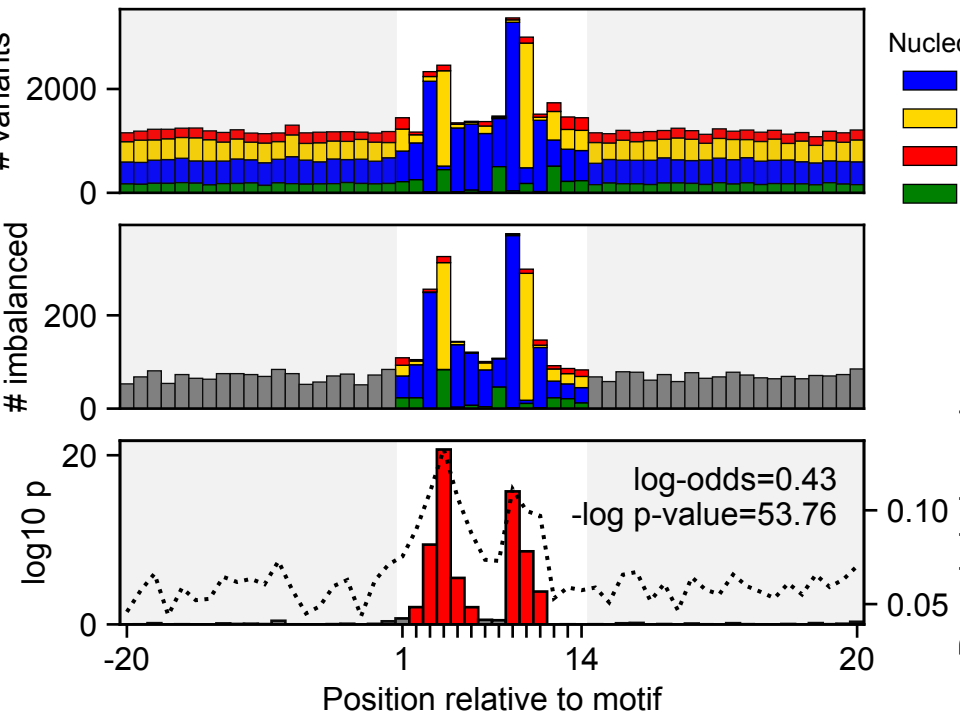 # variants
2000
0
Nucleo
# imbalanced
200
0
log10 p
20
0
log-odds=0.43
-log p-value=53.76
0.10
0.05
-20
1
14
20
Position relative to motif